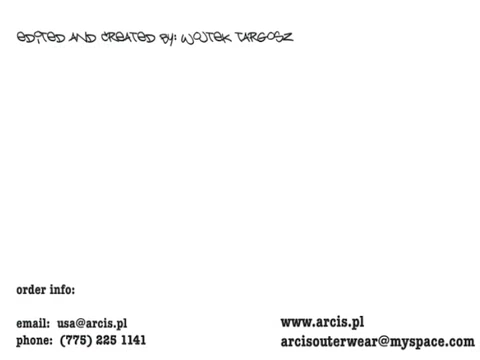 EDITED AND CREATED BY: WOJTEK TARGOSZ
order info:
email: usa@arcis.pl
phone: (775) 225 1141
www.arcis.pl
arcisouterwear@myspace.com